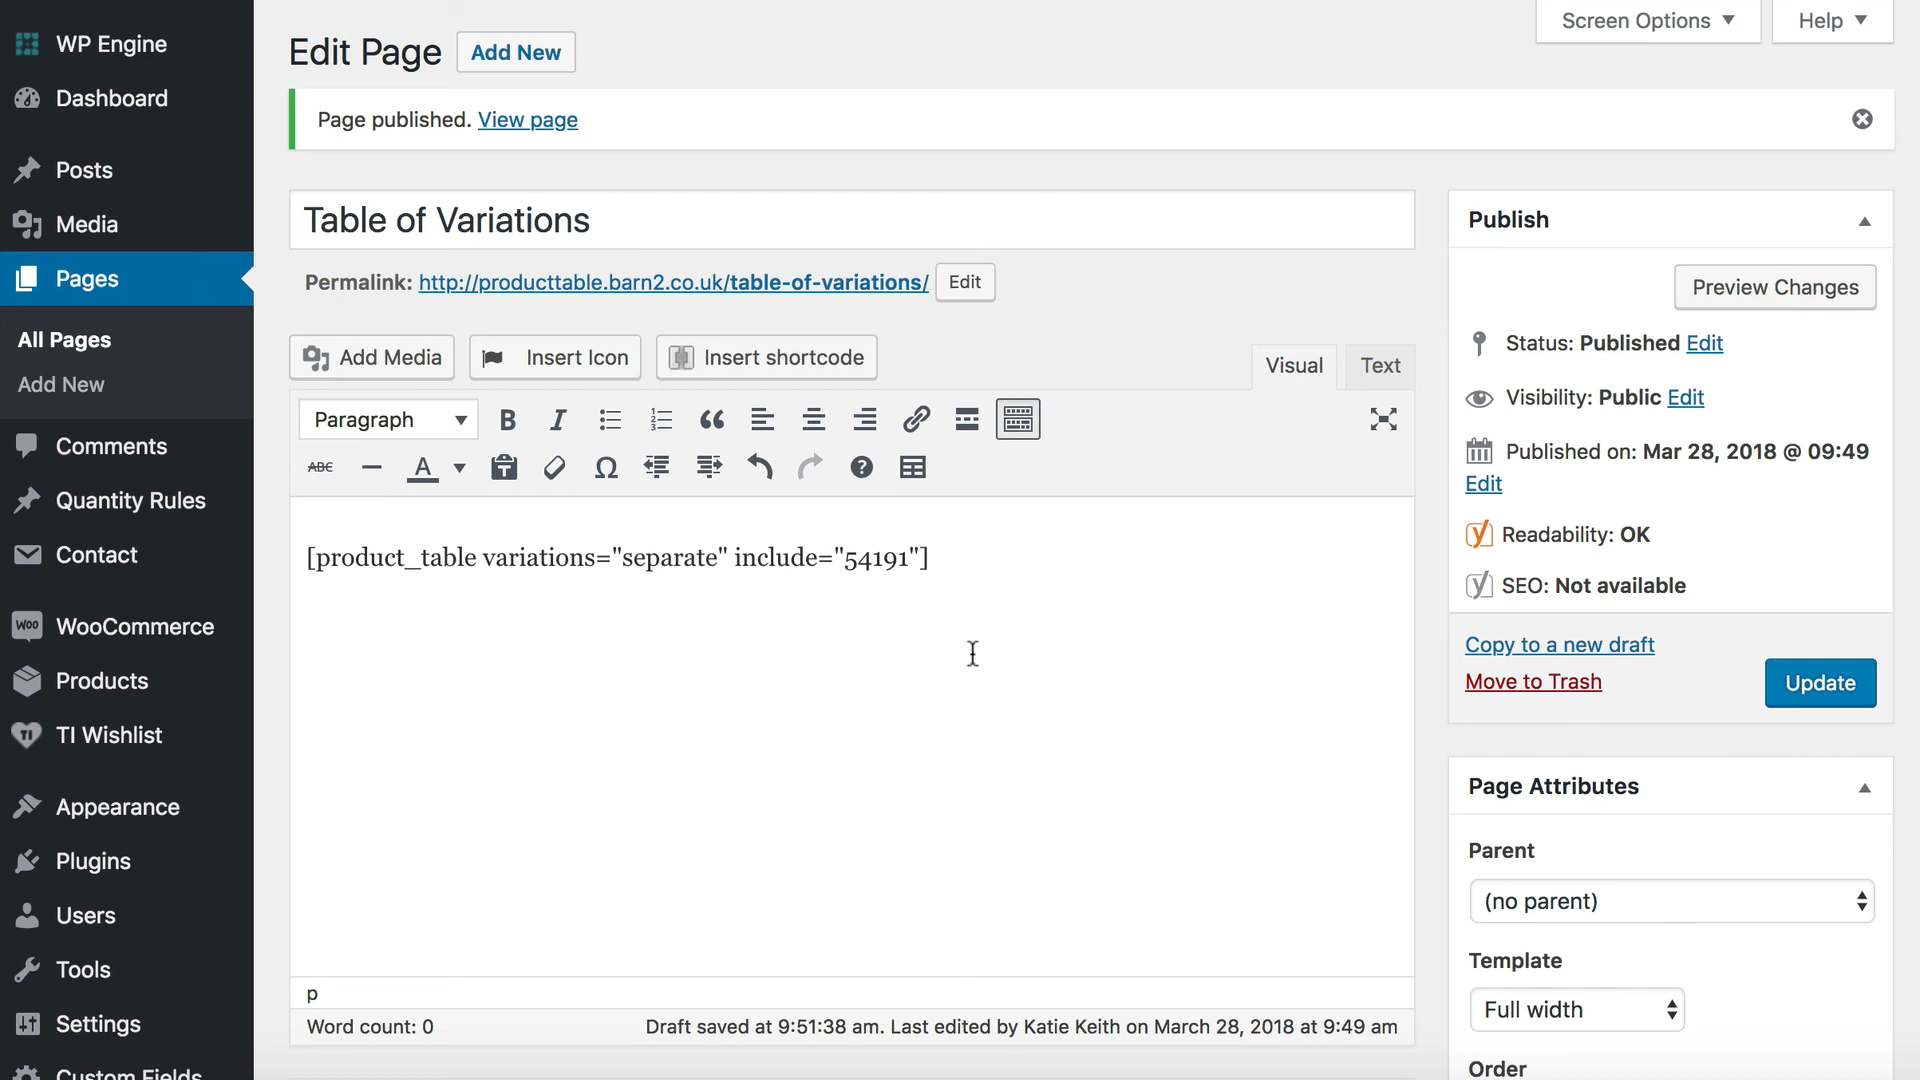 WP Engine
Dashboard
Posts
Media
Pages
All Pages
Add New
Comments
Quantity Rules
Contact
WOO WooCommerce
Products
TI TI Wishlist
Appearance
Plugins
Users
Tools
Settings
Custom Fields
Screen Options
Help
Edit Page
Add New
Page published. View page
Table of Variations
Permalink: http://producttable.barn2.co.uk/table-of-variations/ Edit
Add Media
Insert Icon
Insert shortcode
Visual
Text
Paragraph
B I
ABC A Ω ?
[product_table variations="separate" include="54191"]
p
Word count: 0
Draft saved at 9:51:38 am. Last edited by Katie Keith on March 28, 2018 at 9:49 am
Publish
Preview Changes
Status: Published Edit
Visibility: Public Edit
Published on: Mar 28, 2018 @ 09:49
Edit
Readability: OK
SEO: Not available
Copy to a new draft
Move to Trash
Update
Page Attributes
Parent
(no parent)
Template
Full width
Order